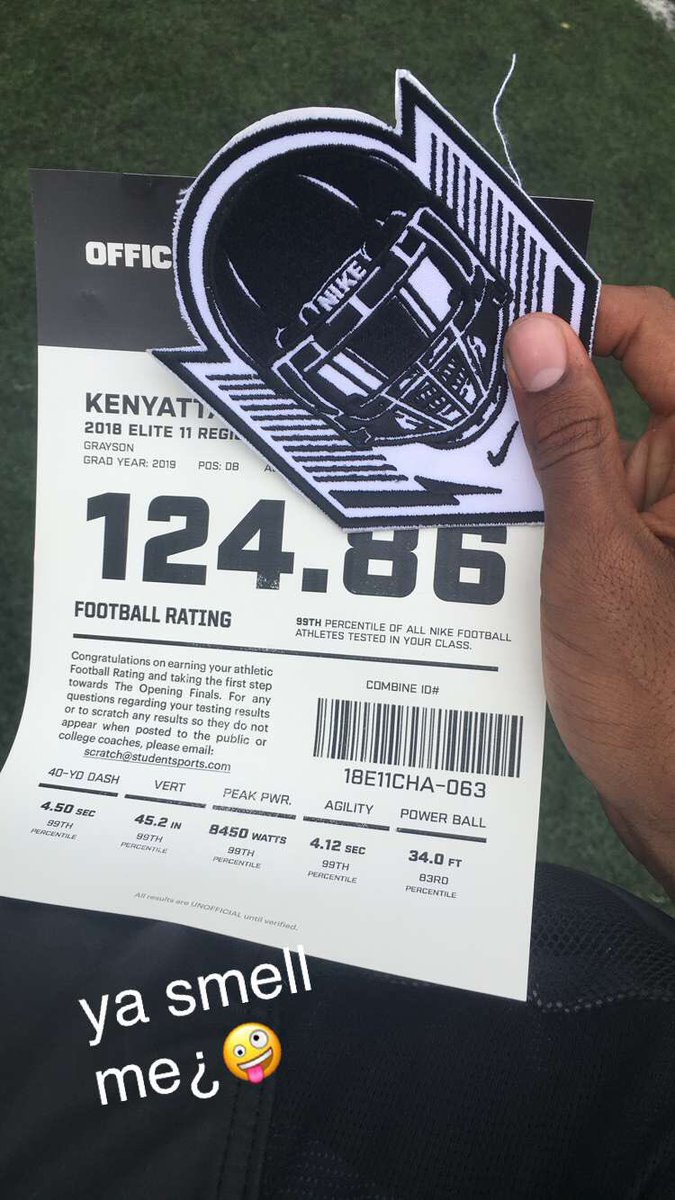 OFFIC
NIKE
KENYATTA
2018 ELITE 11 REGI
GRAYSON
GRAD YEAR: 2019 POS: DB
124.86
FOOTBALL RATING
99TH PERCENTILE OF ALL NIKE FOOTBALL
ATHLETES TESTED IN YOUR CLASS.
Congratulations on earning your athletic
Football Rating and taking the first step
towards The Opening Finals. For any
questions regarding your testing results
or to scratch any results so they do not
appear when posted to the public or
college coaches, please email:
scratch@studentsports.com
COMBINE ID#
18E11CHA-063
40-YD DASH VERT PEAK PWR. AGILITY POWER BALL
4.50 SEC 45.2 IN 8450 WATTS 4.12 SEC 34.0 FT
99TH 99TH 99TH 99TH 83RD
PERCENTILE PERCENTILE PERCENTILE PERCENTILE PERCENTILE
All results are UNOFFICIAL until verified.
ya smell
me¿🤪